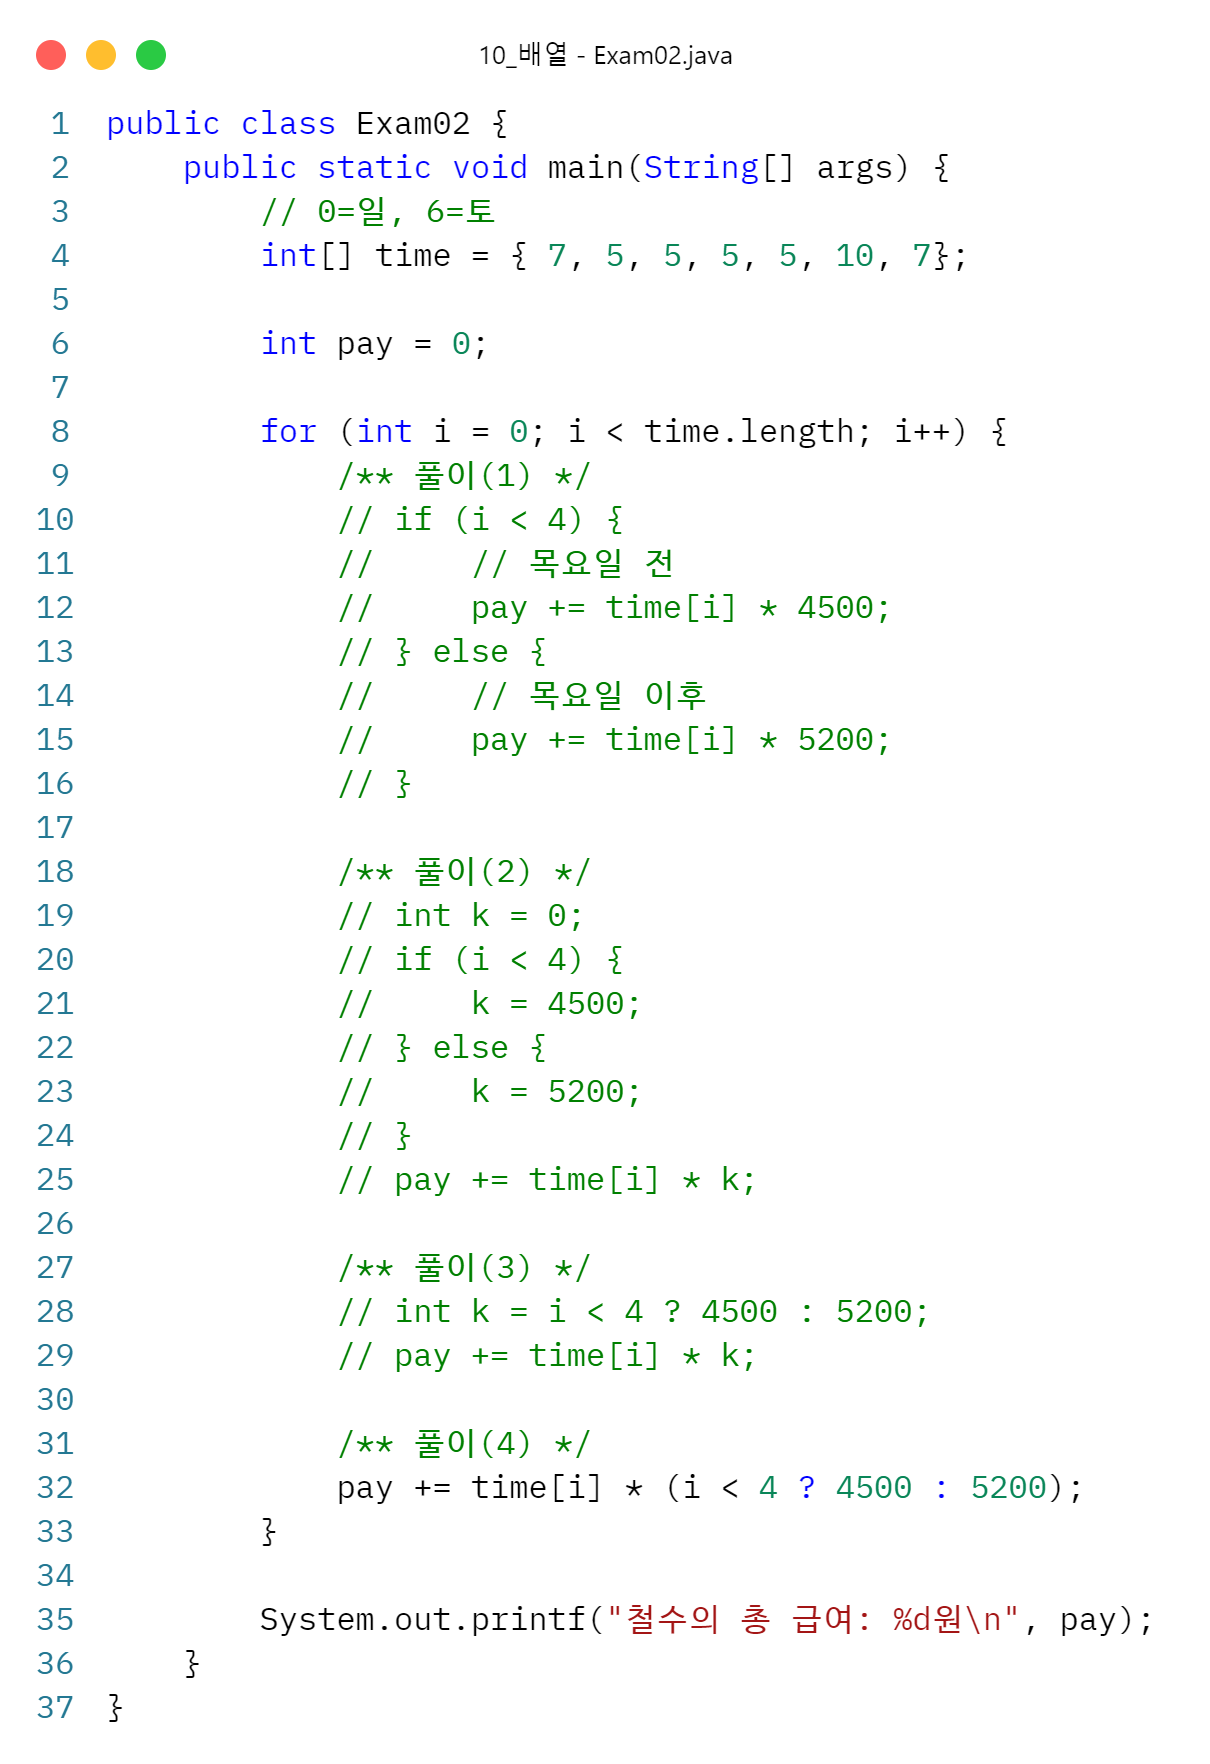 10_배열 - Exam02.java
1 public class Exam02 {
2     public static void main(String[] args) {
3         // 0=일, 6=토
4         int[] time = { 7, 5, 5, 5, 5, 10, 7};
5
6         int pay = 0;
7
8         for (int i = 0; i < time.length; i++) {
9             /** 풀이(1) */
10             // if (i < 4) {
11             //     // 목요일 전
12             //     pay += time[i] * 4500;
13             // } else {
14             //     // 목요일 이후
15             //     pay += time[i] * 5200;
16             // }
17
18             /** 풀이(2) */
19             // int k = 0;
20             // if (i < 4) {
21             //     k = 4500;
22             // } else {
23             //     k = 5200;
24             // }
25             // pay += time[i] * k;
26
27             /** 풀이(3) */
28             // int k = i < 4 ? 4500 : 5200;
29             // pay += time[i] * k;
30
31             /** 풀이(4) */
32             pay += time[i] * (i < 4 ? 4500 : 5200);
33         }
34
35         System.out.printf("철수의 총 급여: %d원\n", pay);
36     }
37 }